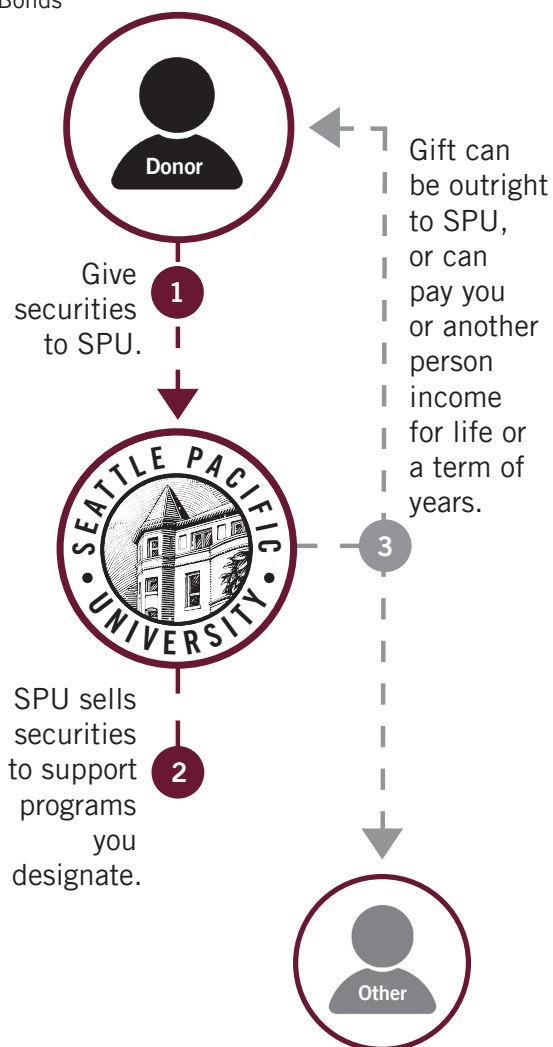 Bonds
Donor
Gift can
be outright
to SPU,
or can
pay you
or another
person
income
for life or
a term of
years.
Give
securities
to SPU.
1
SEATTLE PACIFIC
UNIVERSITY
3
SPU sells
securities
to support
programs
you
designate.
2
Other